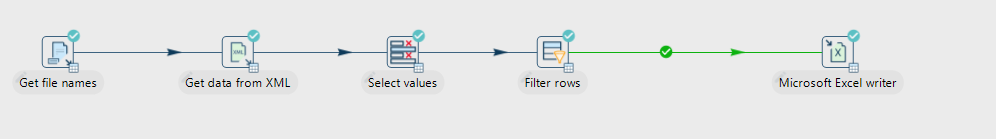 Get file names
Get data from XML
Select values
Filter rows
Microsoft Excel writer